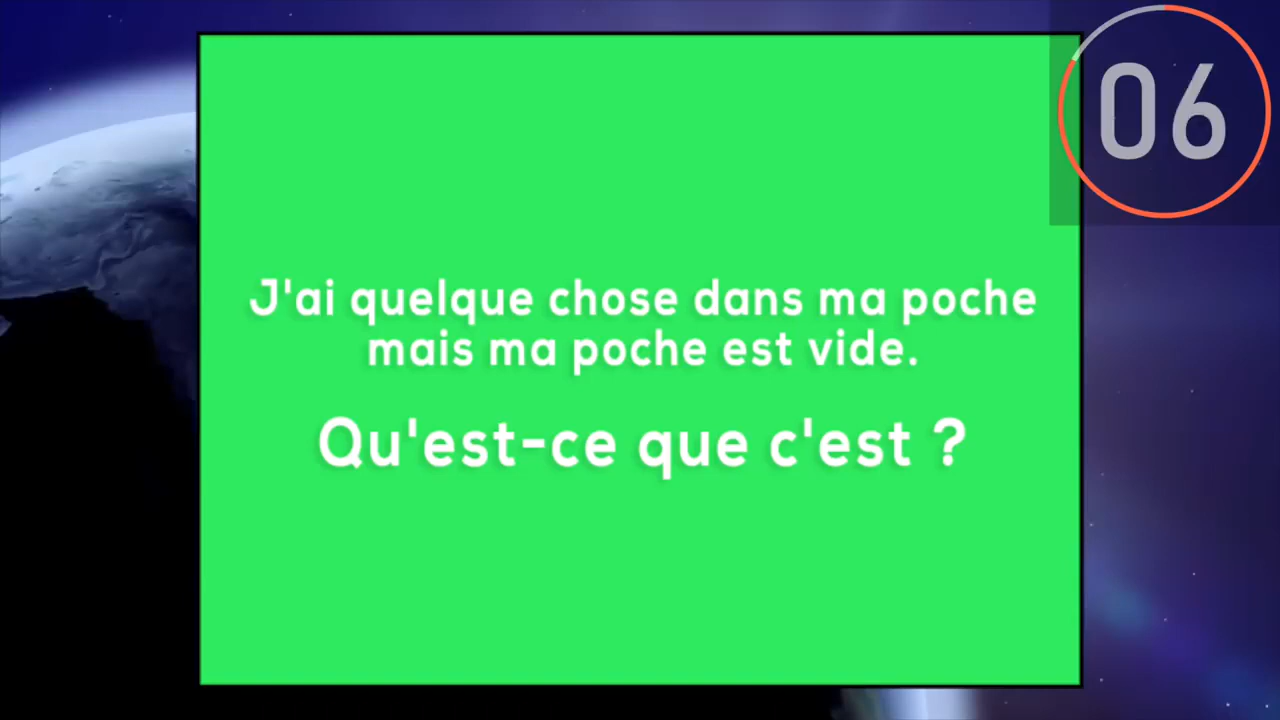 06
J'ai quelque chose dans ma poche
mais ma poche est vide.
Qu'est-ce que c'est ?